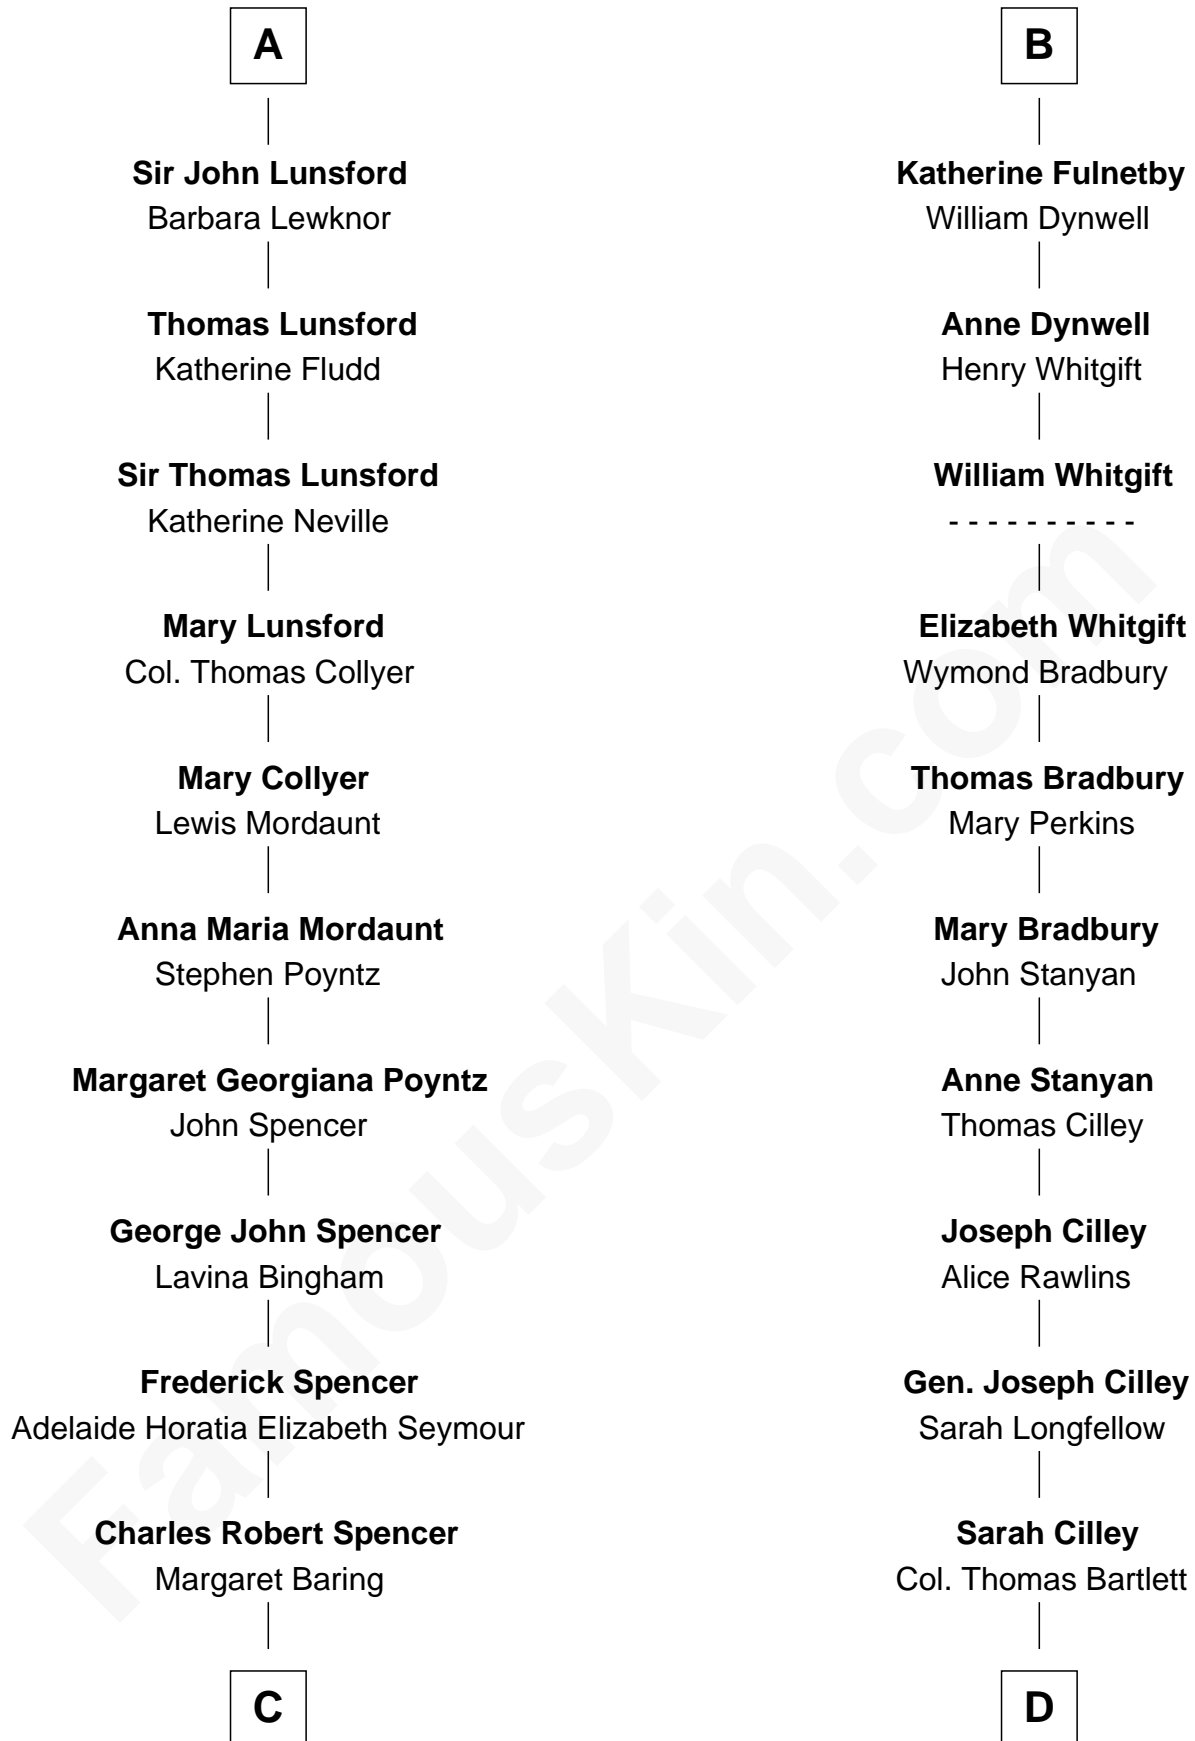 A
Sir John Lunsford
Barbara Lewknor
Thomas Lunsford
Katherine Fludd
Sir Thomas Lunsford
Katherine Neville
Mary Lunsford
Col. Thomas Collyer
Mary Collyer
Lewis Mordaunt
Anna Maria Mordaunt
Stephen Poyntz
Margaret Georgiana Poyntz
John Spencer
George John Spencer
Lavina Bingham
Frederick Spencer
Adelaide Horatia Elizabeth Seymour
Charles Robert Spencer
Margaret Baring
C
B
Katherine Fulnetby
William Dynwell
Anne Dynwell
Henry Whitgift
William Whitgift
- - - - - - - - - -
Elizabeth Whitgift
Wymond Bradbury
Thomas Bradbury
Mary Perkins
Mary Bradbury
John Stanyan
Anne Stanyan
Thomas Cilley
Joseph Cilley
Alice Rawlins
Gen. Joseph Cilley
Sarah Longfellow
Sarah Cilley
Col. Thomas Bartlett
D
FamousKin.com